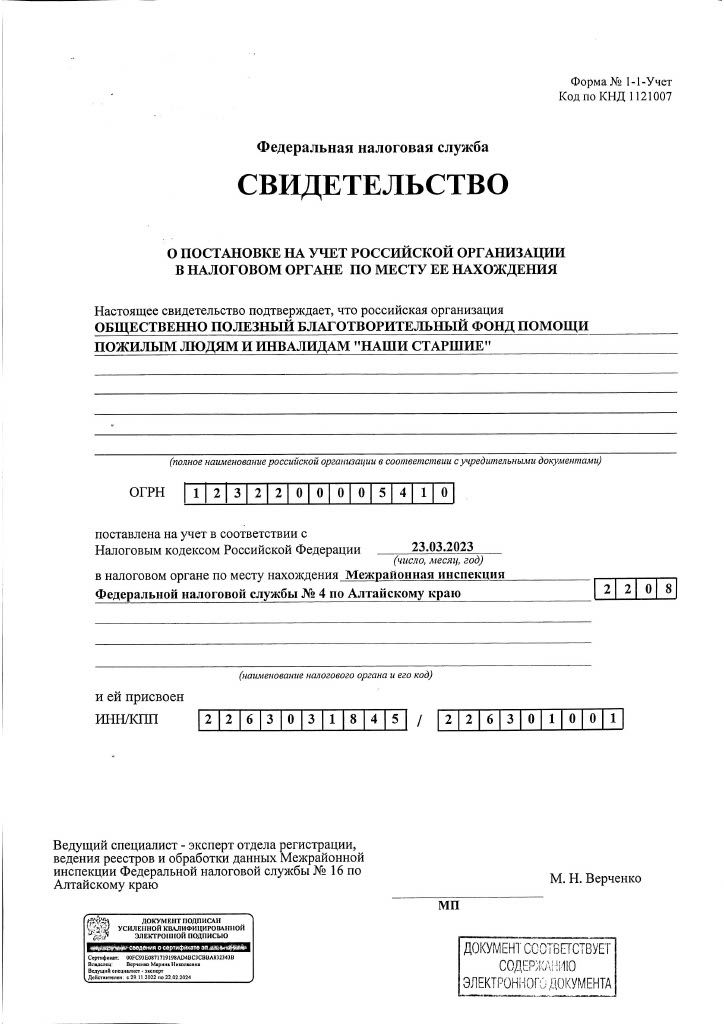 Форма № 1-1-Учет
Код по КНД 1121007
Федеральная налоговая служба
СВИДЕТЕЛЬСТВО
О ПОСТАНОВКЕ НА УЧЕТ РОССИЙСКОЙ ОРГАНИЗАЦИИ
В НАЛОГОВОМ ОРГАНЕ ПО МЕСТУ ЕЕ НАХОЖДЕНИЯ
Настоящее свидетельство подтверждает, что российская организация
ОБЩЕСТВЕННО ПОЛЕЗНЫЙ БЛАГОТВОРИТЕЛЬНЫЙ ФОНД ПОМОЩИ
ПОЖИЛЫМ ЛЮДЯМ И ИНВАЛИДАМ "НАШИ СТАРШИЕ"
(полное наименование российской организации в соответствии с учредительными документами)
ОГРН 1 2 3 2 2 0 0 0 0 5 4 1 0
поставлена на учет в соответствии с
Налоговым кодексом Российской Федерации 23.03.2023
(число, месяц, год)
в налоговом органе по месту нахождения Межрайонная инспекция
Федеральной налоговой службы № 4 по Алтайскому краю 2 2 0 8
(наименование налогового органа и его код)
и ей присвоен
ИНН/КПП 2 2 6 3 0 3 1 8 4 5 / 2 2 6 3 0 1 0 0 1
Ведущий специалист - эксперт отдела регистрации,
ведения реестров и обработки данных Межрайонной
инспекции Федеральной налоговой службы № 16 по
Алтайскому краю
М. Н. Верченко
МП
ДОКУМЕНТ ПОДПИСАН
УСИЛЕННОЙ КВАЛИФИЦИРОВАННОЙ
ЭЛЕКТРОННОЙ ПОДПИСЬЮ
сведения о сертификате эп
Сертификат:
Владелец: Верченко Марина Николаевна
Ведущий специалист - эксперт
Действителен: с 29.11.2022 по 22.02.2024
ДОКУМЕНТ СООТВЕТСТВУЕТ
СОДЕРЖАНИЮ
ЭЛЕКТРОННОГО ДОКУМЕНТА